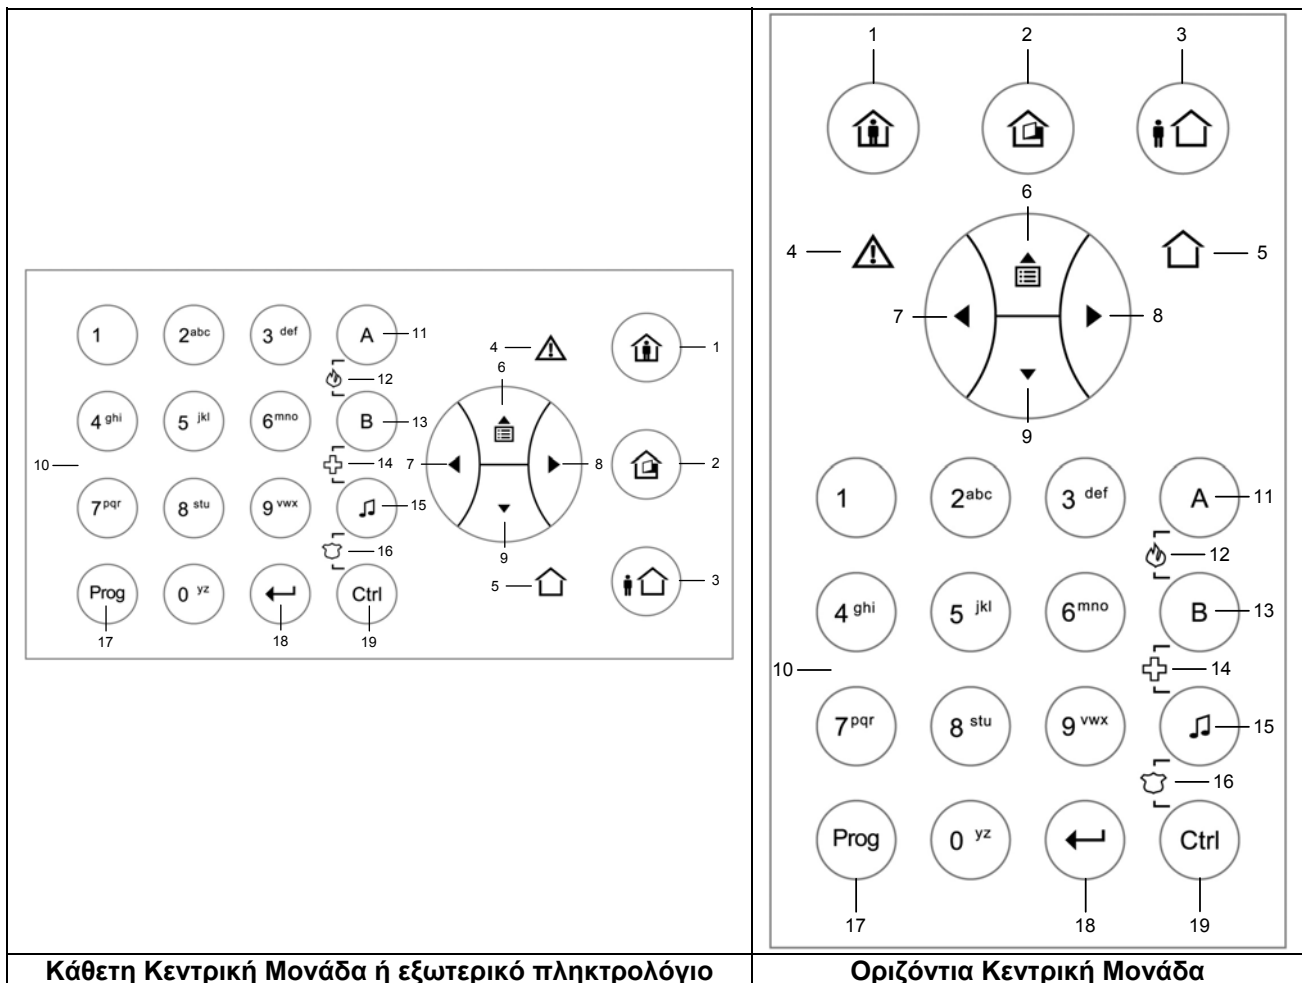 1 2abc 3 def A 11
4 1
6
12
4 ghi 5 jkl 6mno B 13
10 14 7 8 2
7pqr 8 stu 9vwx 15
9
16
Prog 0 yz Ctrl 5 3
17 18 19
Κάθετη Κεντρική Μονάδα ή εξωτερικό πληκτρολόγιο
1 2 3
6
4 5
7 8
9
1 2abc 3 def A 11
12
4 ghi 5 jkl 6mno B 13
10 14
7pqr 8 stu 9vwx 15
16
Prog 0 yz Ctrl
17 18 19
Οριζόντια Κεντρική Μονάδα